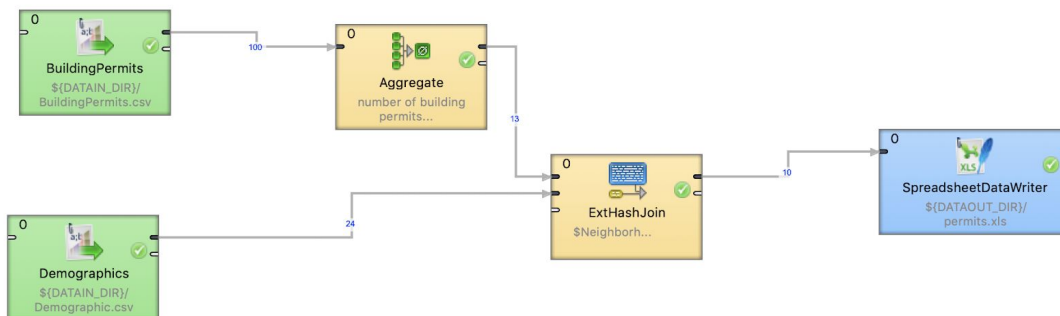 0
a;b
BuildingPermits
${DATAIN_DIR}/
BuildingPermits.csv
100
0
Aggregate
number of building
permits...
13
0
a;b
Demographics
${DATAIN_DIR}/
Demographic.csv
24
0
ExtHashJoin
$Neighborh...
10
0
XLS
SpreadsheetDataWriter
${DATAOUT_DIR}/
permits.xls